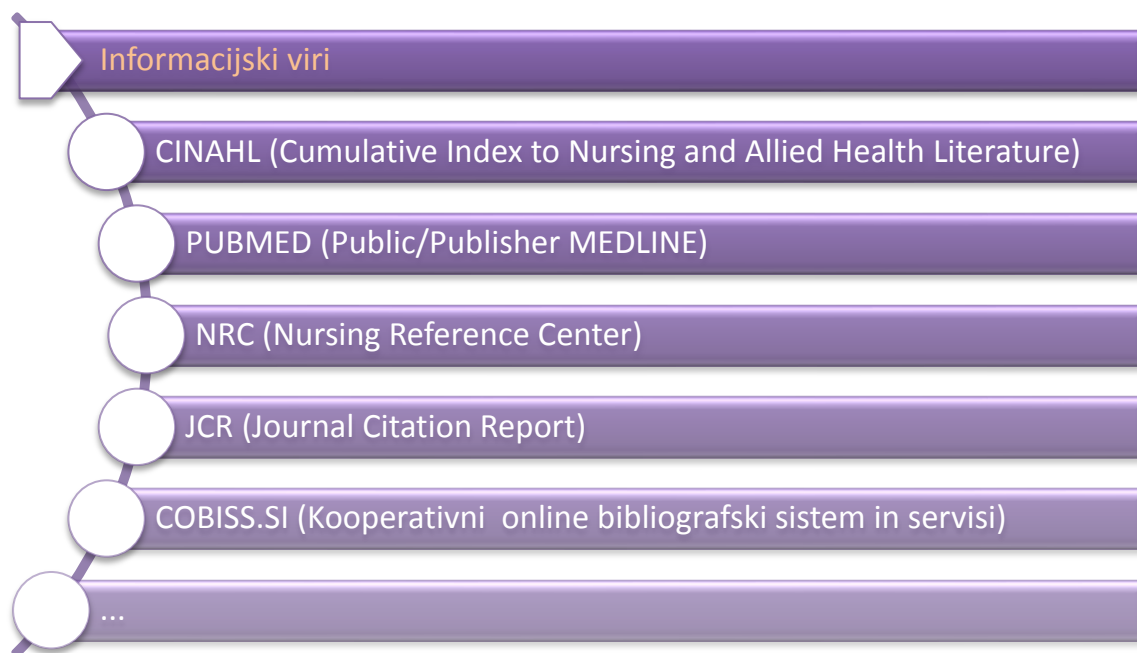 Informacijski viri
CINAHL (Cumulative Index to Nursing and Allied Health Literature)
PUBMED (Public/Publisher MEDLINE)
NRC (Nursing Reference Center)
JCR (Journal Citation Report)
COBISS.SI (Kooperativni  online bibliografski sistem in servisi)
...